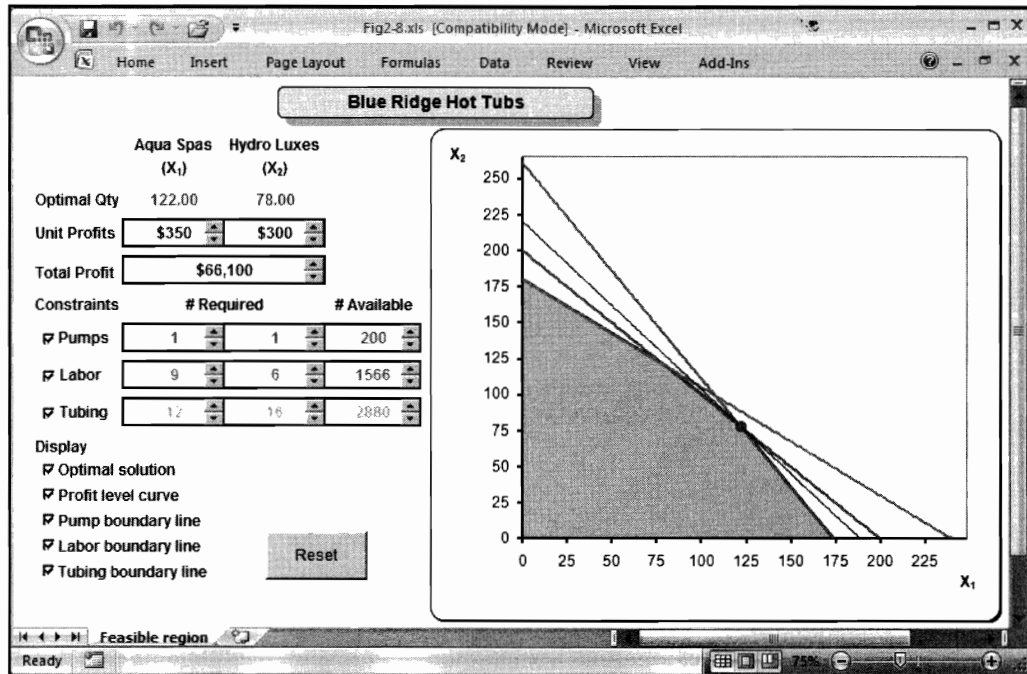 Fig2-8.xls [Compatibility Mode] - Microsoft Excel
Home Insert Page Layout Formulas Data Review View Add-Ins
Blue Ridge Hot Tubs
Aqua Spas Hydro Luxes
(X₁) (X₂)
Optimal Qty 122.00 78.00
Unit Profits $350 $300
Total Profit $66,100
Constraints # Required # Available
Pumps 1 1 200
Labor 9 6 1566
Tubing 12 16 2880
Display
Optimal solution
Profit level curve
Pump boundary line
Labor boundary line
Tubing boundary line
Reset
X₂
250
225
200
175
150
125
100
75
50
25
0
0 25 50 75 100 125 150 175 200 225
X₁
Feasible region
Ready 75%